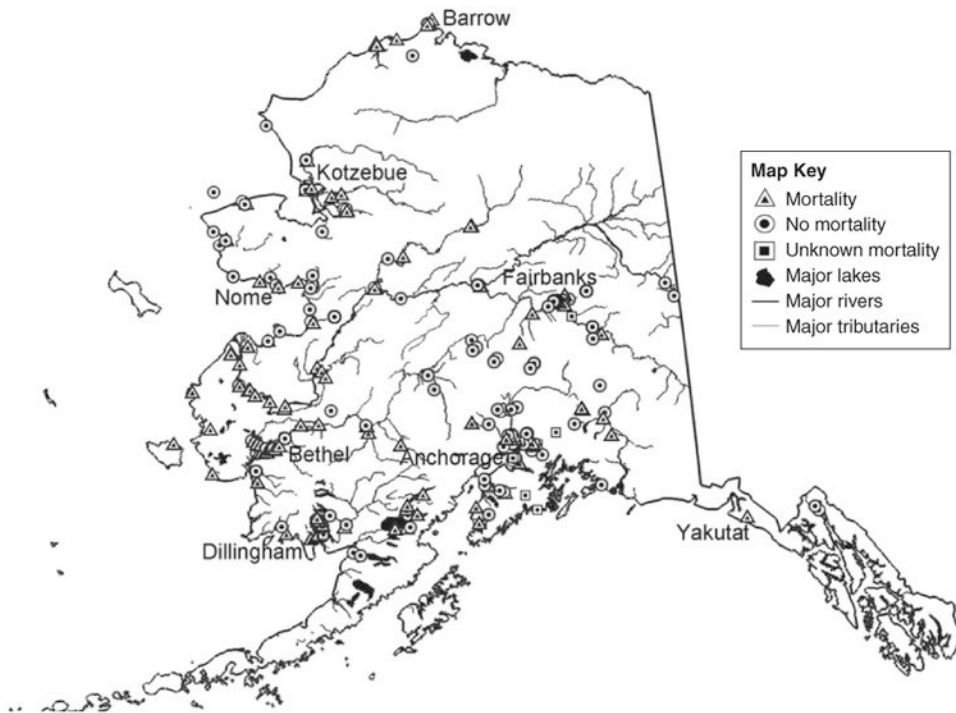 Barrow
Kotzebue
Map Key
Mortality
No mortality
Unknown mortality
Major lakes
Major rivers
Major tributaries
Fairbanks
Nome
Bethel
Anchorage
Yakutat
Dillingham